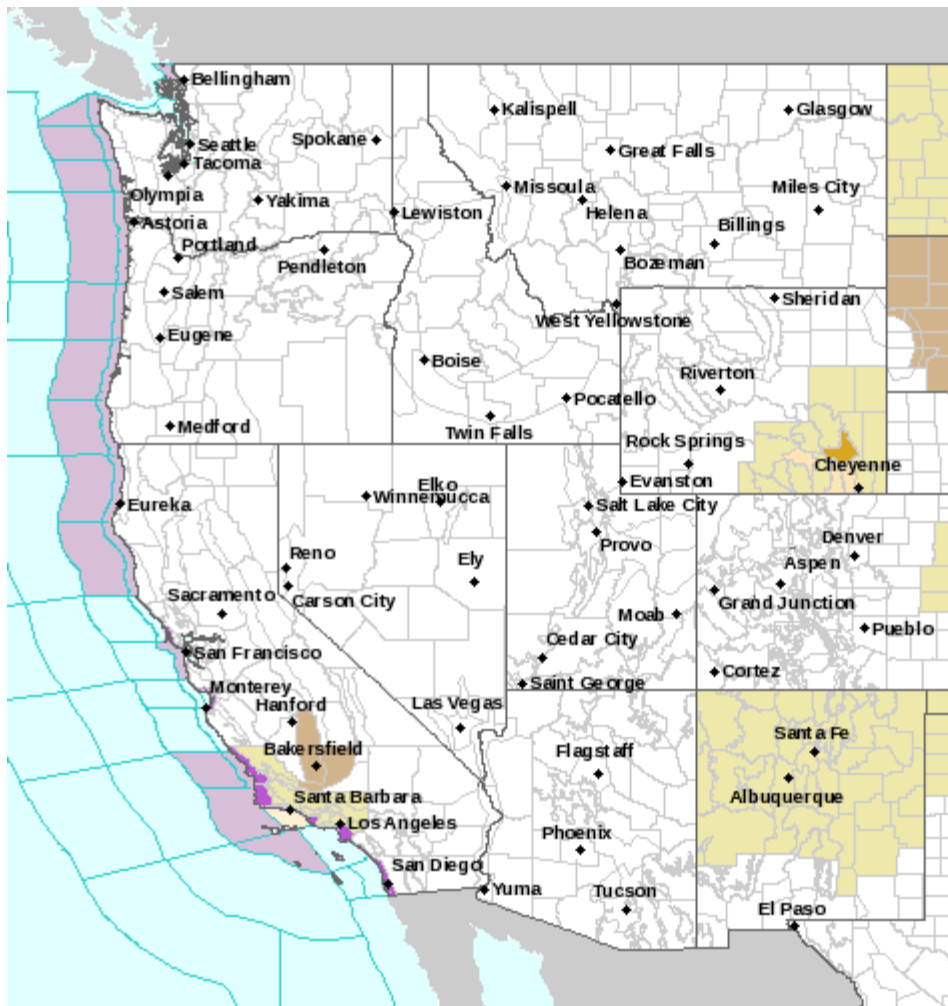 Bellingham
Kalispell
Glasgow
Seattle
Spokane
Great Falls
Tacoma
Olympia
Yakima
Missoula
Miles City
Helena
Lewiston
Astoria
Billings
Portland
Pendleton
Bozeman
Salem
Sheridan
West Yellowstone
Eugene
Boise
Riverton
Pocatello
Medford
Twin Falls
Rock Springs
Cheyenne
Evanston
Elko
Winnemucca
Eureka
Salt Lake City
Provo
Denver
Reno
Ely
Aspen
Sacramento
Carson City
Grand Junction
Moab
Pueblo
Cedar City
San Francisco
Cortez
Saint George
Monterey
Hanford
Las Vegas
Bakersfield
Flagstaff
Santa Fe
Albuquerque
Santa Barbara
Los Angeles
Phoenix
San Diego
Yuma
Tucson
El Paso